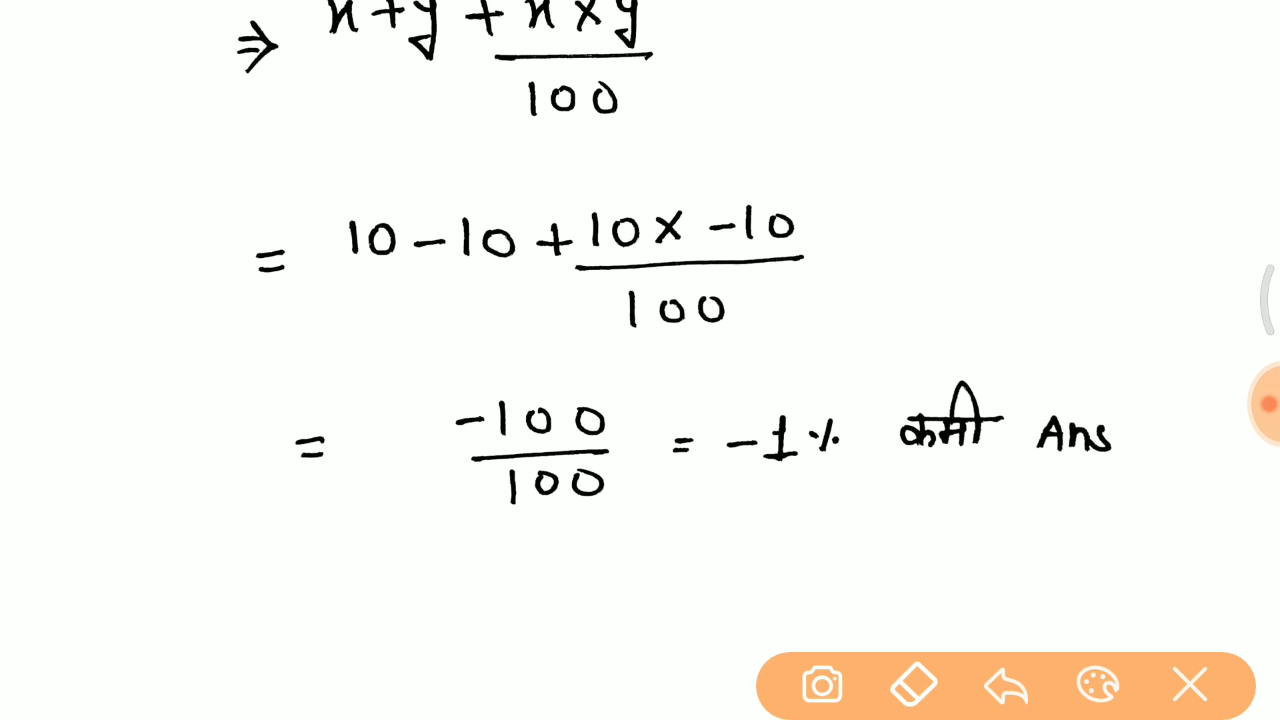 ⇒ x + y + x × y
100
= 10 - 10 + 10 × -10
100
= -100 = -1% कमी Ans
100